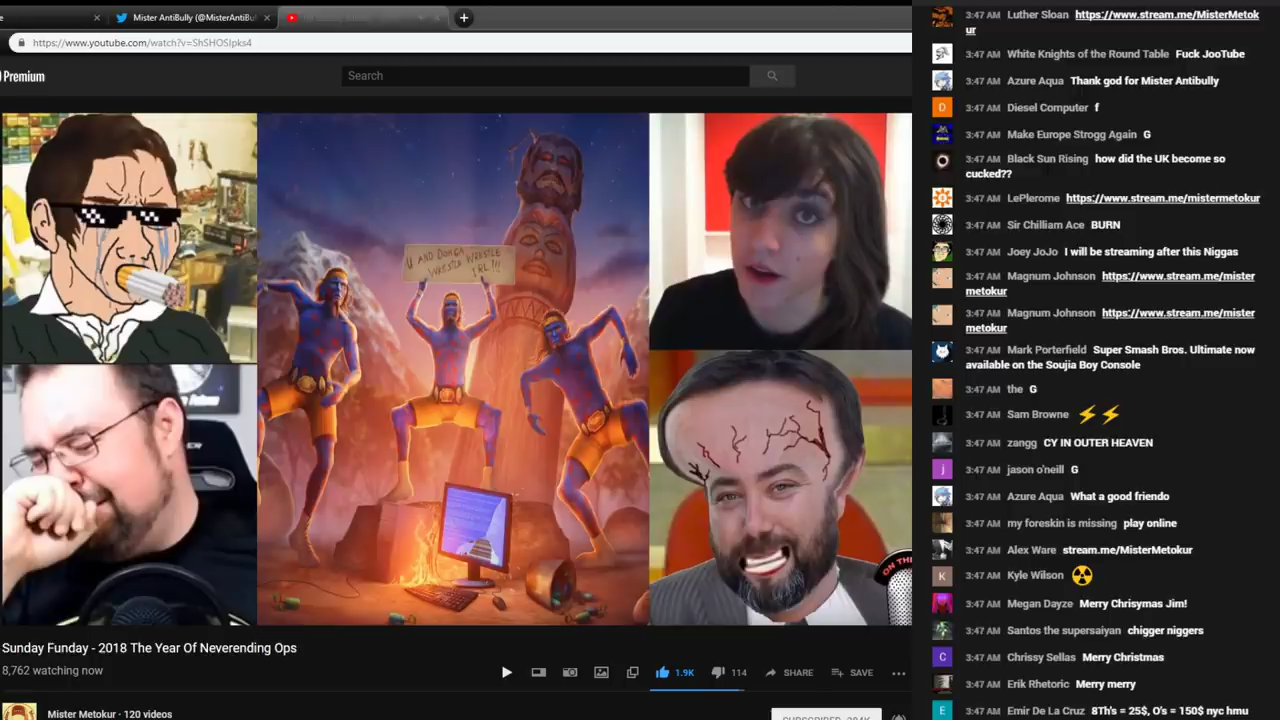 Mister AntiBully (@MisterAntiBul
https://www.youtube.com/watch?v=ShSHOSIpks4
Premium
Search
U AND DONGA
WRESTLE WRESTLE
IRL!!!
ON THE
Sunday Funday - 2018 The Year Of Neverending Ops
8,762 watching now
1.9K
114
SHARE
SAVE
Mister Metokur · 120 videos
3:47 AM Luther Sloan https://www.stream.me/MisterMetok
ur
3:47 AM White Knights of the Round Table Fuck JooTube
3:47 AM Azure Aqua Thank god for Mister Antibully
D 3:47 AM Diesel Computer f
3:47 AM Make Europe Strogg Again G
3:47 AM Black Sun Rising how did the UK become so
cucked??
3:47 AM LePlerome https://www.stream.me/mistermetokur
3:47 AM Sir Chilliam Ace BURN
3:47 AM Joey JoJo I will be streaming after this Niggas
3:47 AM Magnum Johnson https://www.stream.me/mister
metokur
3:47 AM Magnum Johnson https://www.stream.me/mister
metokur
3:47 AM Mark Porterfield Super Smash Bros. Ultimate now
available on the Soujia Boy Console
3:47 AM the G
3:47 AM Sam Browne ⚡⚡
3:47 AM zangg CY IN OUTER HEAVEN
j 3:47 AM jason o'neill G
3:47 AM Azure Aqua What a good friendo
3:47 AM my foreskin is missing play online
3:47 AM Alex Ware stream.me/MisterMetokur
K 3:47 AM Kyle Wilson ☢
3:47 AM Megan Dayze Merry Chrisymas Jim!
3:47 AM Santos the supersaiyan chigger niggers
C 3:47 AM Chrissy Sellas Merry Christmas
3:47 AM Erik Rhetoric Merry merry
E 3:47 AM Emir De La Cruz 8Th's = 25$, O's = 150$ nyc hmu